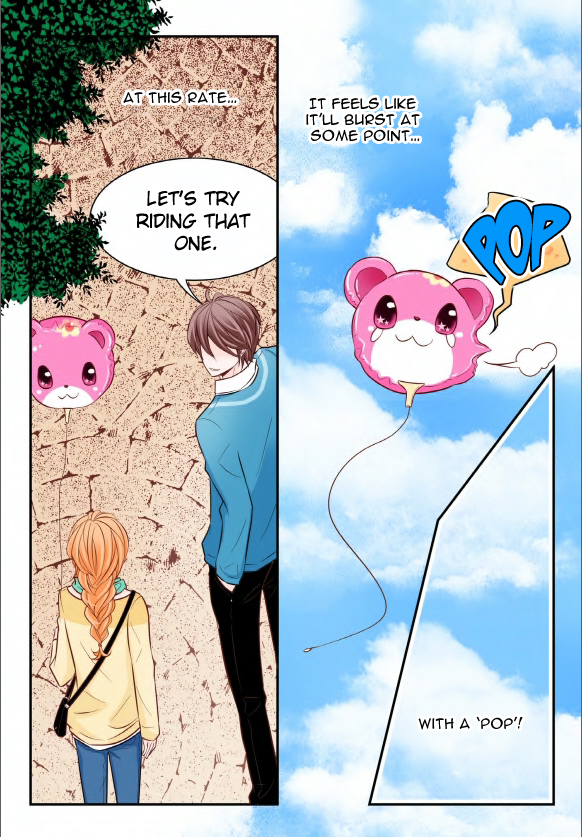 AT THIS RATE...
LET'S TRY
RIDING THAT
ONE.
IT FEELS LIKE
IT'LL BURST AT
SOME POINT...
POP
WITH A 'POP'!